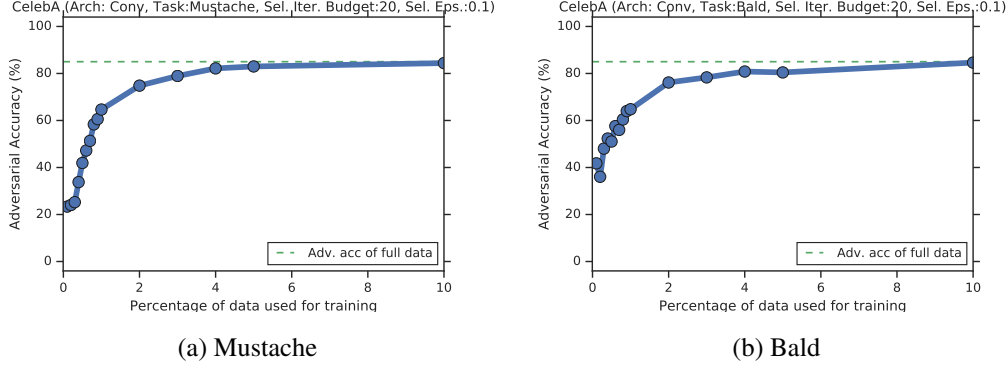 CelebA (Arch: Conv, Task:Mustache, Sel. Iter. Budget:20, Sel. Eps.:0.1)
100
80
60
40
20
0
Adversarial Accuracy (%)
Adv. acc of full data
0 2 4 6 8 10
Percentage of data used for training
(a) Mustache
CelebA (Arch: Conv, Task:Bald, Sel. Iter. Budget:20, Sel. Eps.:0.1)
100
80
60
40
20
0
Adversarial Accuracy (%)
Adv. acc of full data
0 2 4 6 8 10
Percentage of data used for training
(b) Bald